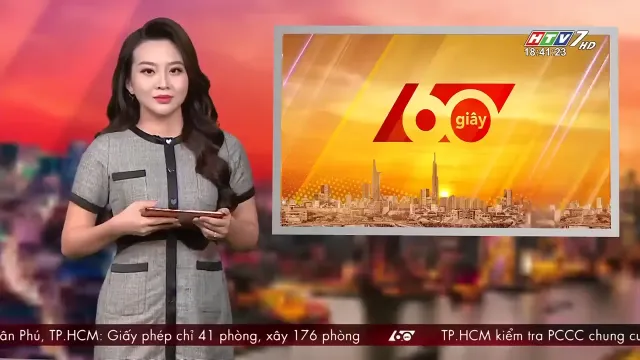 HTV7 HD
18:41:23
60 giây
ân Phú, TP.HCM: Giấy phép chỉ 41 phòng, xây 176 phòng 60 TP.HCM kiểm tra PCCC chung c